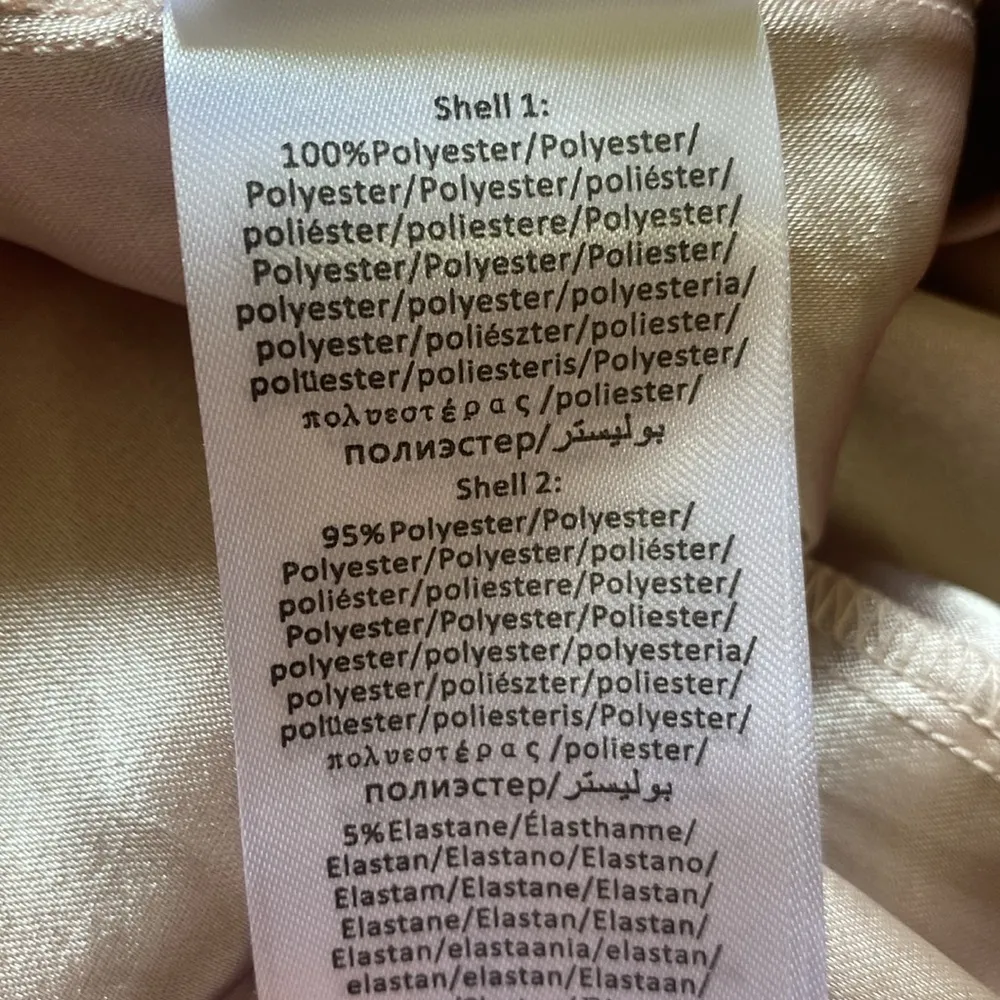 Shell 1:
100%Polyester/Polyester/
Polyester/Polyester/poliéster/
poliéster/poliestere/Polyester/
Polyester/Polyester/Poliester/
polyester/polyester/polyesteria/
polyester/poliészter/poliester/
polüester/poliesteris/Polyester/
πολυεστέρας/poliester/
полиэстер/بوليستر
Shell 2:
95%Polyester/Polyester/
Polyester/Polyester/poliéster/
poliéster/poliestere/Polyester/
Polyester/Polyester/Poliester/
polyester/polyester/polyesteria/
polyester/poliészter/poliester/
polüester/poliesteris/Polyester/
πολυεστέρας/poliester/
полиэстер/بوليستر
5%Elastane/Élasthanne/
Elastan/Elastano/Elastano/
Elastam/Elastane/Elastan/
Elastane/Elastan/Elastan/
Elastan/elastaania/elastan/
elastan/elastan/Elastaan/